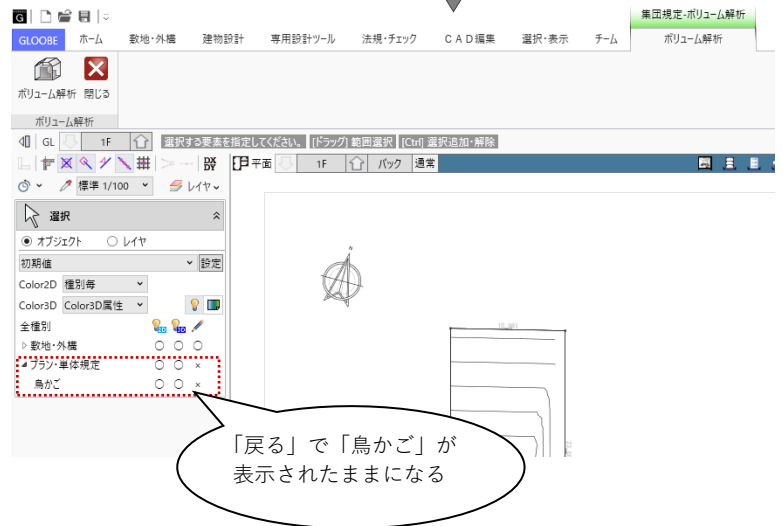 集団規定-ボリューム解析
GLOOBE ホーム 敷地・外構 建物設計 専用設計ツール 法規・チェック CAD編集 選択・表示 チーム ボリューム解析
ボリューム解析 閉じる
ボリューム解析
GL 1F 選択する要素を指定してください。 [ドラッグ] 範囲選択 [Ctrl] 選択追加・解除
平面 1F バック 通常
標準 1/100 レイヤ
選択
オブジェクト レイヤ
初期値 設定
Color2D 種別毎
Color3D Color3D属性
全種別 2D 3D
敷地・外構 〇 〇 〇
プラン・単体規定 〇 〇 ×
鳥かご 〇 〇 ×
N
「戻る」で「鳥かご」が
表示されたままになる